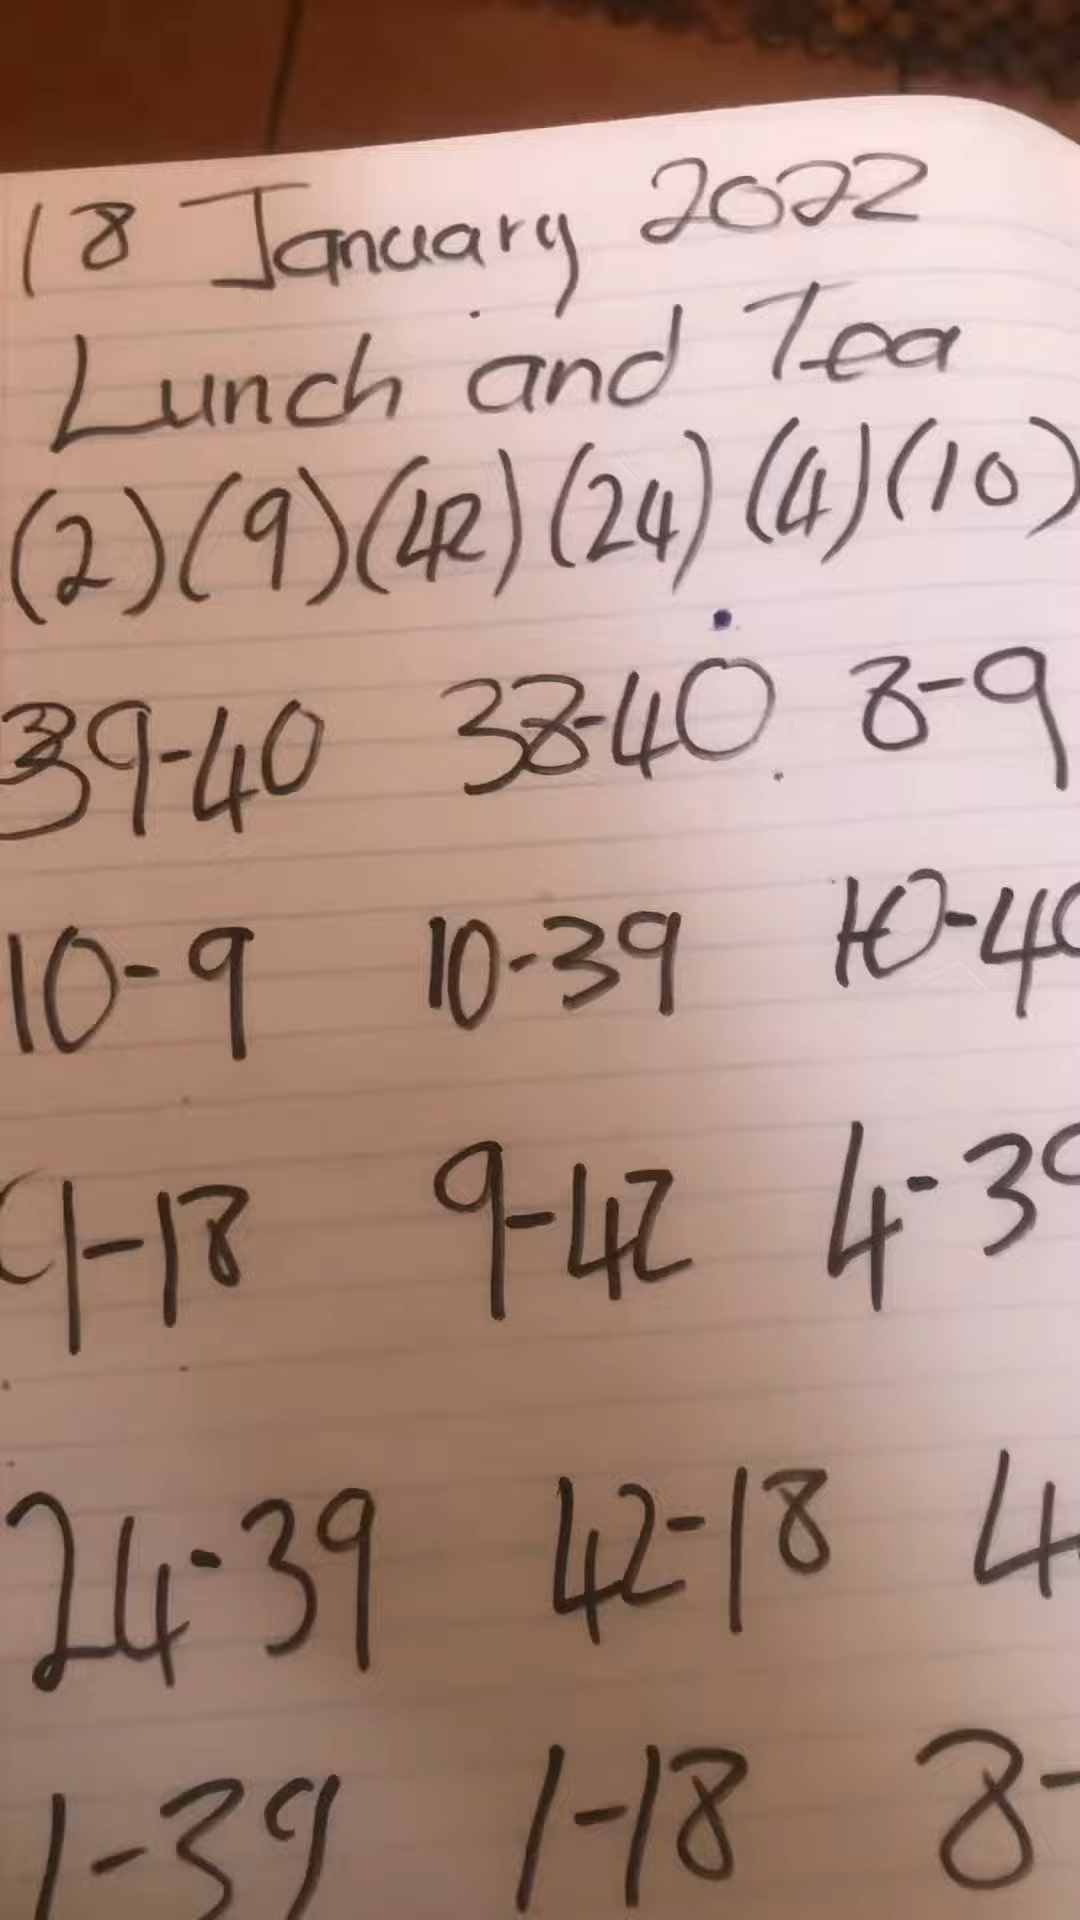 18 January 2022
Lunch and Tea
(2) (9) (42) (24) (4) (10)
39-40 38-40 8-9
10-9 10-39 10-40
9-18 9-42 4-39
24-39 42-18 4
1-39 1-18 8-